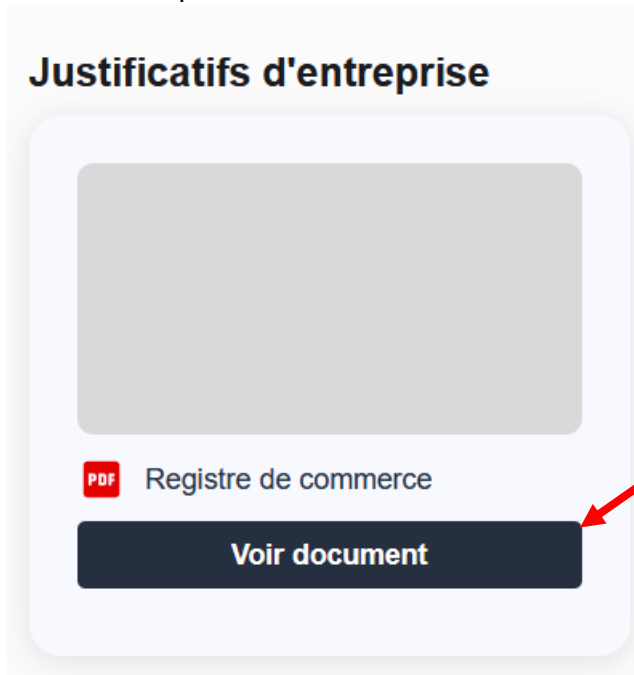 Justificatifs d'entreprise
PDF Registre de commerce
Voir document